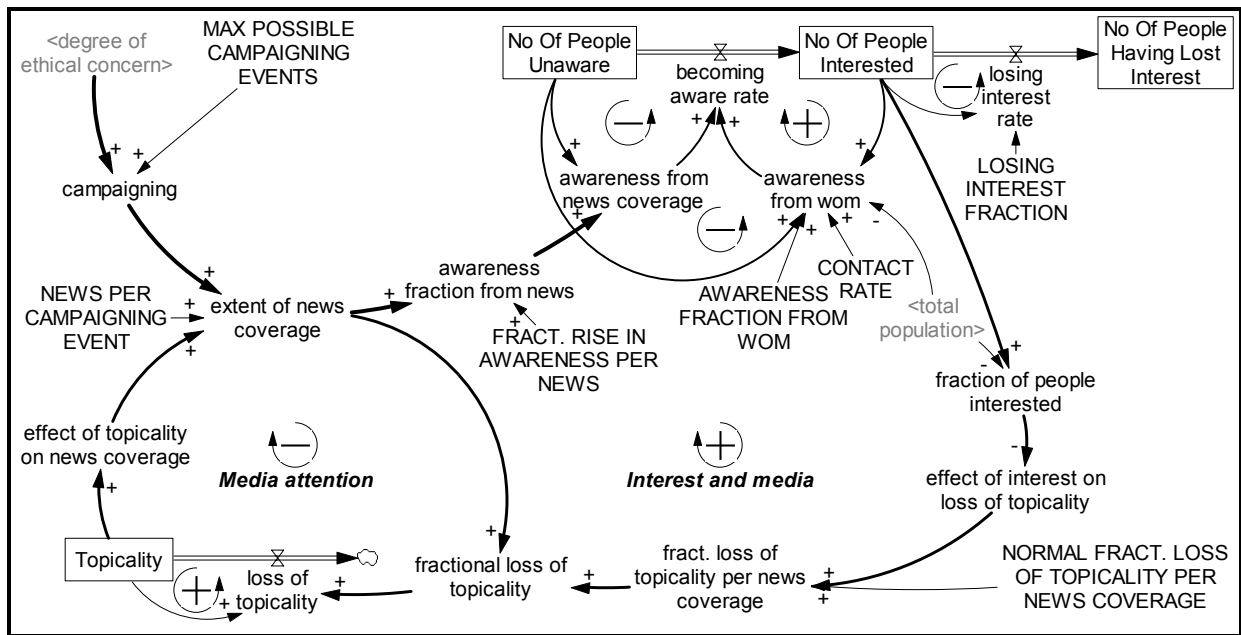 <degree of
ethical concern>
MAX POSSIBLE
CAMPAIGNING
EVENTS
No Of People
Unaware
No Of People
Interested
No Of People
Having Lost
Interest
becoming
aware rate
losing
interest
rate
campaigning
awareness from
news coverage
awareness
from wom
LOSING
INTEREST
FRACTION
NEWS PER
CAMPAIGNING
EVENT
extent of news
coverage
awareness
fraction from news
FRACT. RISE IN
AWARENESS PER
NEWS
AWARENESS
FRACTION FROM
WOM
CONTACT
RATE
<total
population>
fraction of people
interested
effect of topicality
on news coverage
Media attention
Interest and media
effect of interest on
loss of topicality
Topicality
loss of
topicality
fractional loss of
topicality
fract. loss of
topicality per news
coverage
NORMAL FRACT. LOSS
OF TOPICALITY PER
NEWS COVERAGE